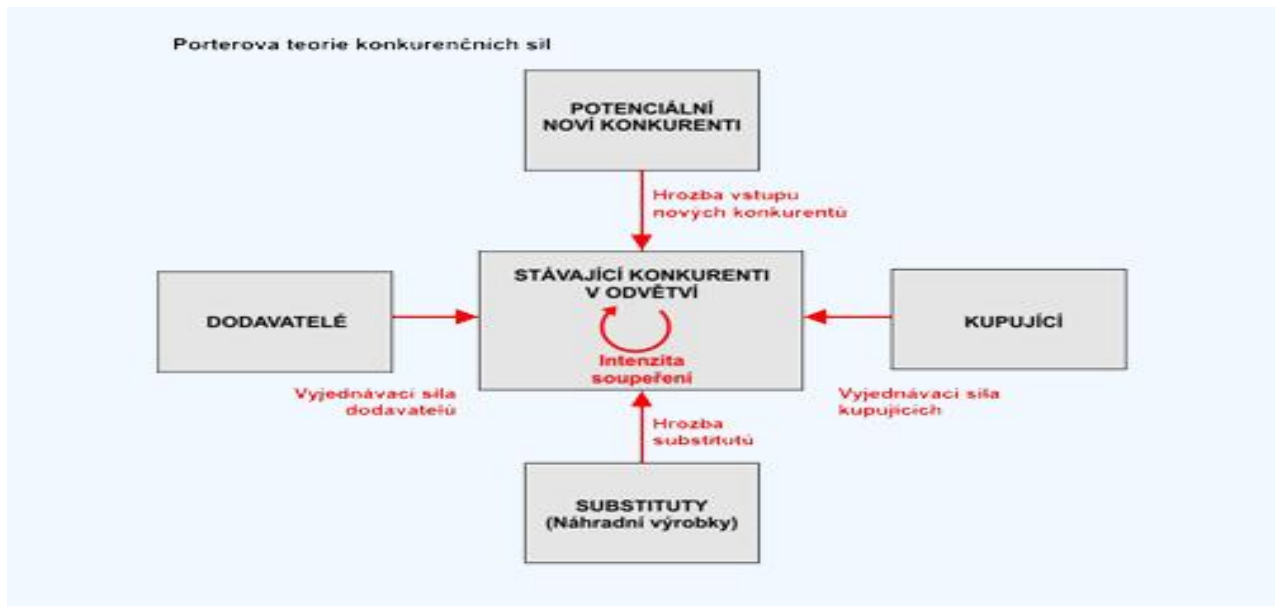 Porterova teorie konkurenčních sil
POTENCIÁLNÍ
NOVÍ KONKURENTI
Hrozba vstupu
nových konkurentů
STÁVAJÍCÍ KONKURENTI
V ODVĚTVÍ
Intenzita
soupeření
DODAVATELÉ
Vyjednávací síla
dodavatelů
KUPUJÍCÍ
Vyjednávací síla
kupujících
Hrozba
substitutů
SUBSTITUTY
(Náhradní výrobky)